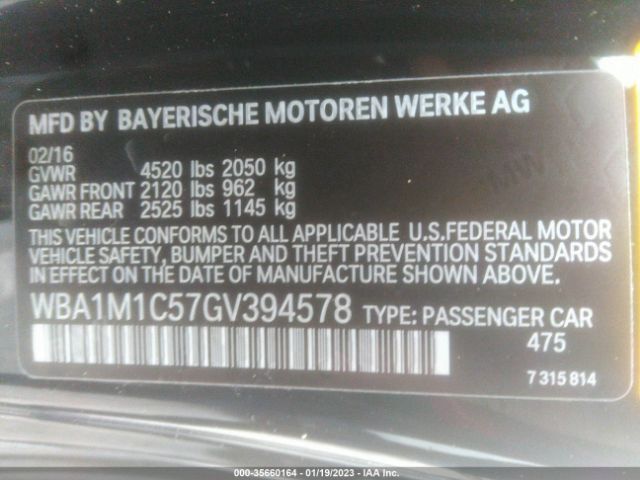 MFD BY BAYERISCHE MOTOREN WERKE AG
02/16
GVWR 4520 lbs 2050 kg
GAWR FRONT 2120 lbs 962 kg
GAWR REAR 2525 lbs 1145 kg
THIS VEHICLE CONFORMS TO ALL APPLICABLE U.S.FEDERAL MOTOR
VEHICLE SAFETY, BUMPER AND THEFT PREVENTION STANDARDS
IN EFFECT ON THE DATE OF MANUFACTURE SHOWN ABOVE.
WBA1M1C57GV394578 TYPE: PASSENGER CAR
475
7 315 814
000-35660164 - 01/19/2023 - IAA Inc.